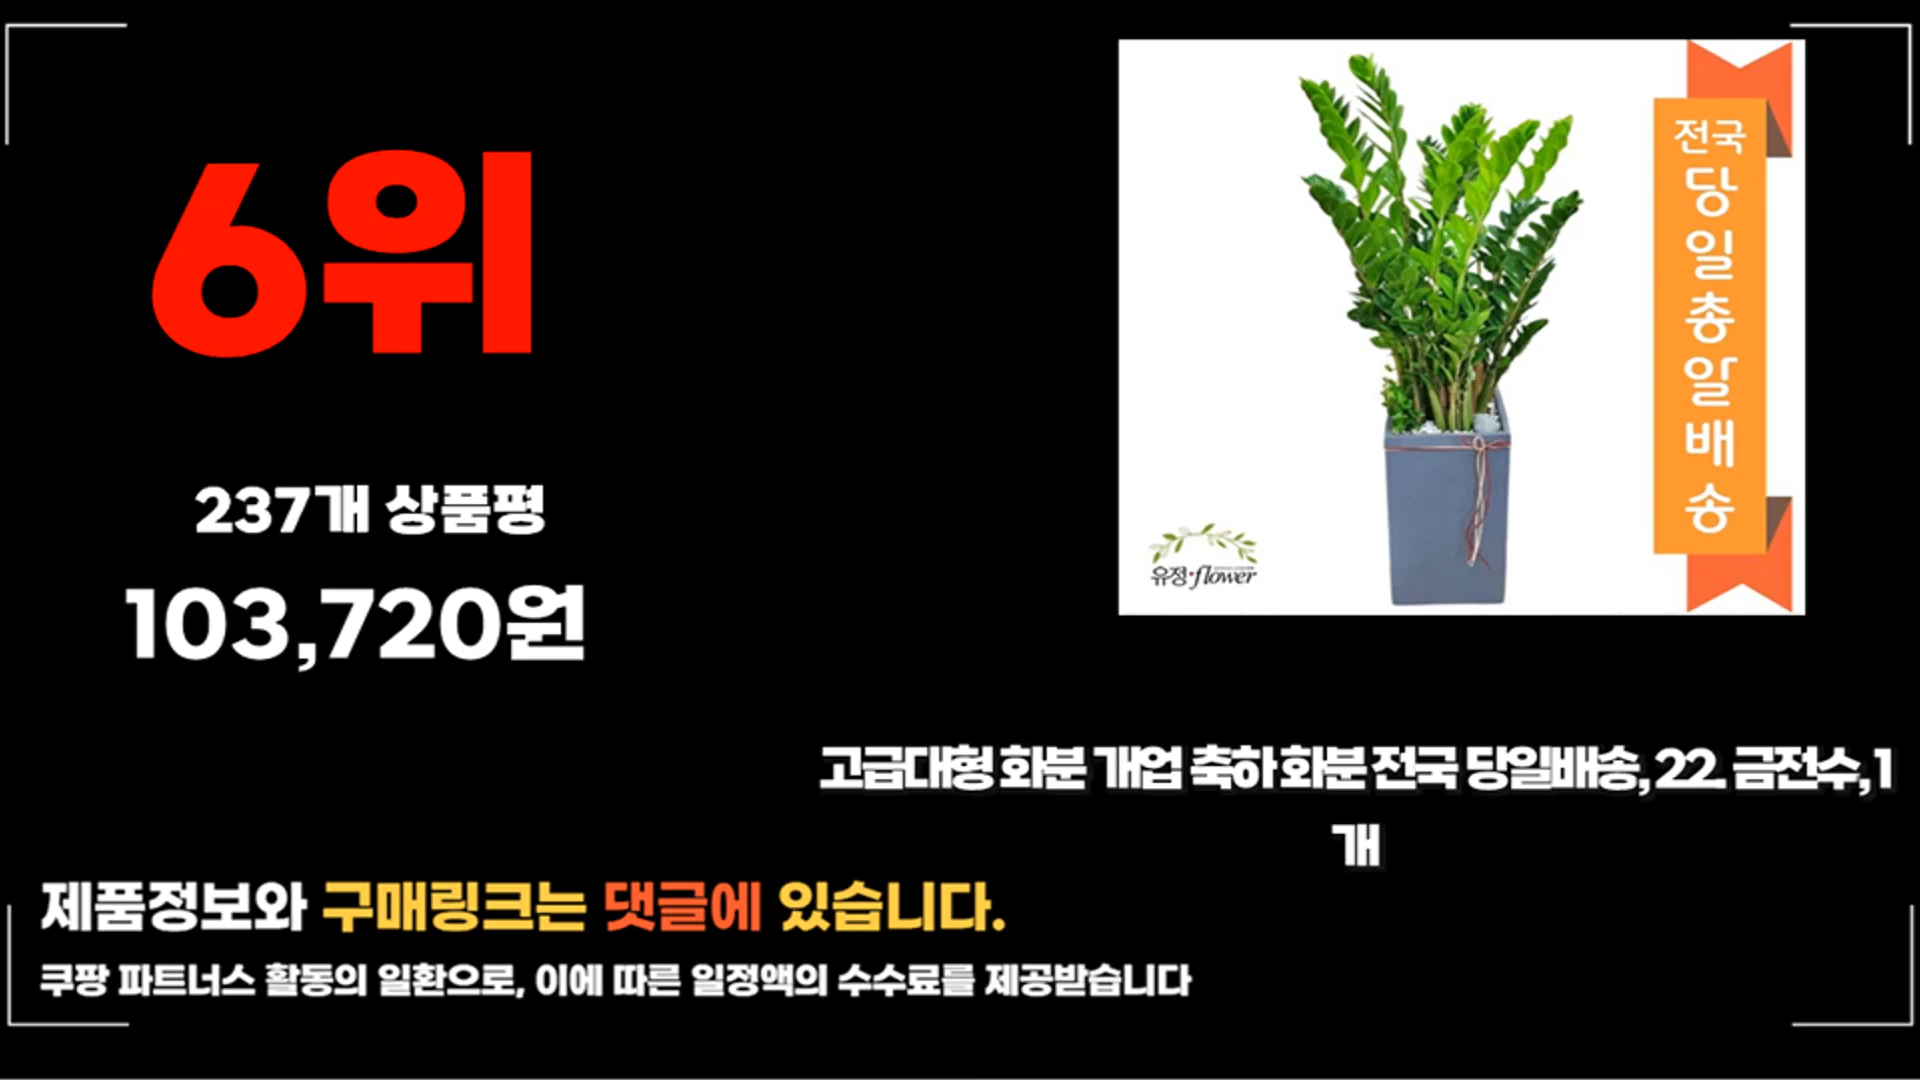 6위
237개 상품평
103,720원
전국
당
일
총
알
배
송
유정·flower
고급대형 화분 개업 축하 화분 전국 당일배송, 22. 금전수, 1
개
제품정보와 구매링크는 댓글에 있습니다.
쿠팡 파트너스 활동의 일환으로, 이에 따른 일정액의 수수료를 제공받습니다